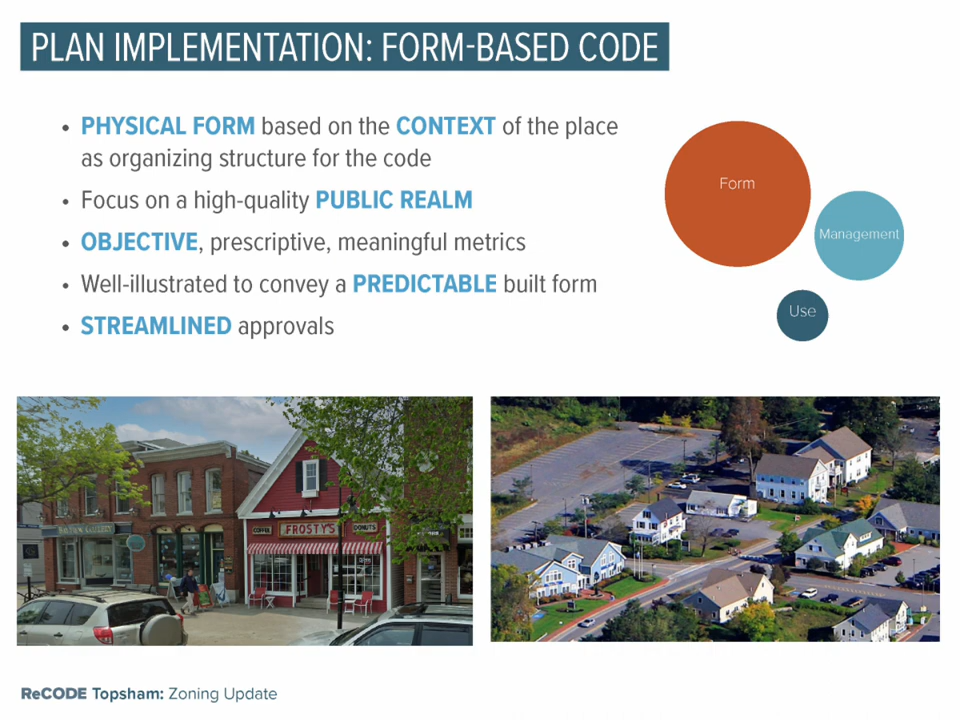 PLAN IMPLEMENTATION: FORM-BASED CODE
• PHYSICAL FORM based on the CONTEXT of the place
as organizing structure for the code
• Focus on a high-quality PUBLIC REALM
• OBJECTIVE, prescriptive, meaningful metrics
• Well-illustrated to convey a PREDICTABLE built form
• STREAMLINED approvals
Form
Management
Use
COFFEE FROSTY'S DONUTS
ReCODE Topsham: Zoning Update